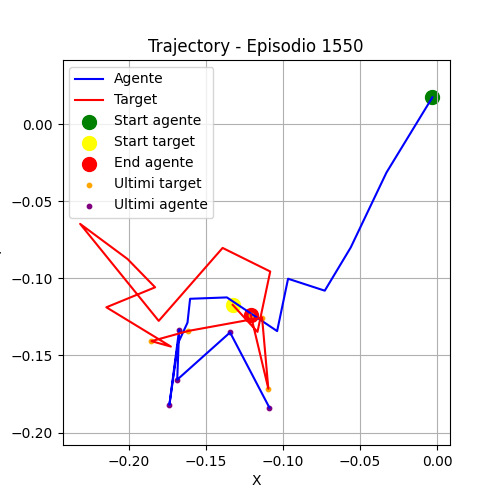 Trajectory - Episodio 1550
Agente
Target
Start agente
Start target
End agente
Ultimi target
Ultimi agente
0.00
−0.05
−0.10
−0.15
−0.20
−0.20
−0.15
−0.10
−0.05
0.00
X